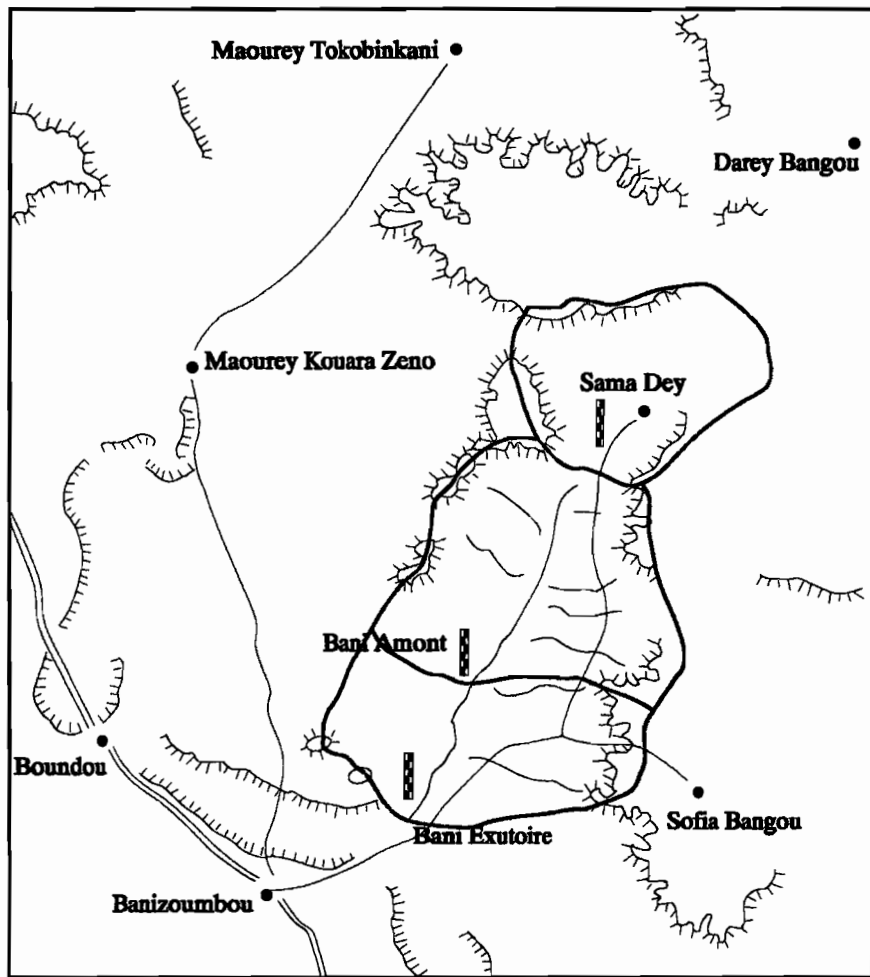 Maourey Tokobinkani
Darey Bangou
Maourey Kouara Zeno
Sama Dey
Bani Amont
Boundou
Sofia Bangou
Bani Exutoire
Banizoumbou